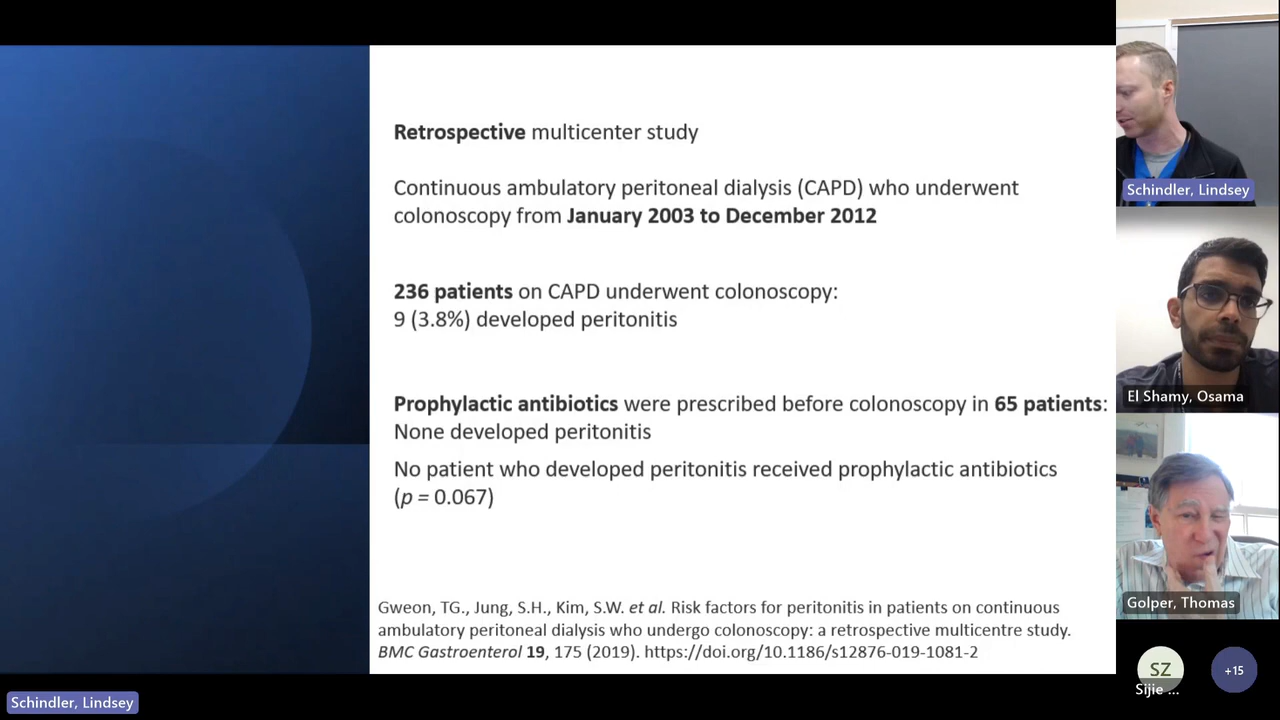 Retrospective multicenter study
Continuous ambulatory peritoneal dialysis (CAPD) who underwent
colonoscopy from January 2003 to December 2012
236 patients on CAPD underwent colonoscopy:
9 (3.8%) developed peritonitis
Prophylactic antibiotics were prescribed before colonoscopy in 65 patients:
None developed peritonitis
No patient who developed peritonitis received prophylactic antibiotics
(p = 0.067)
Gweon, TG., Jung, S.H., Kim, S.W. et al. Risk factors for peritonitis in patients on continuous
ambulatory peritoneal dialysis who undergo colonoscopy: a retrospective multicentre study.
BMC Gastroenterol 19, 175 (2019). https://doi.org/10.1186/s12876-019-1081-2
Schindler, Lindsey
El Shamy, Osama
Golper, Thomas
SZ
Sijie ...
+15
Schindler, Lindsey